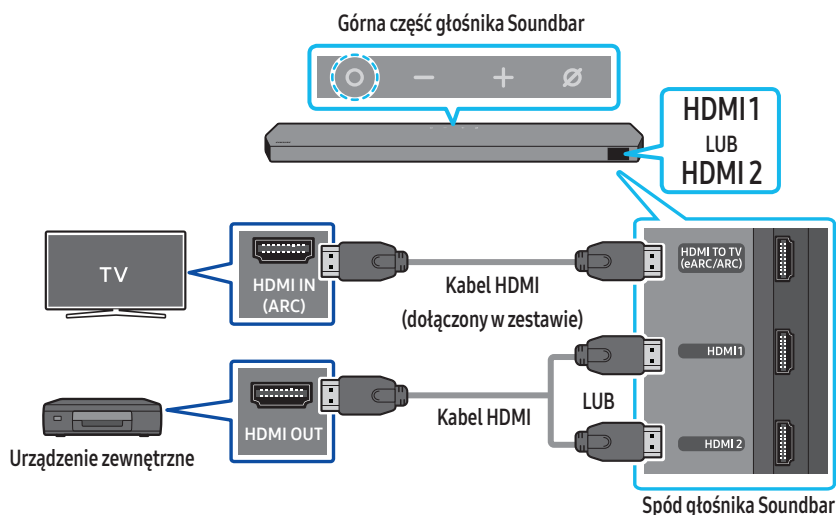 Górna część głośnika Soundbar
HDMI 1
LUB
HDMI 2
TV
HDMI IN
(ARC)
Kabel HDMI
(dołączony w zestawie)
HDMI TO TV
(eARC/ARC)
HDMI 1
HDMI OUT
Kabel HDMI
LUB
HDMI 2
Urządzenie zewnętrzne
Spód głośnika Soundbar